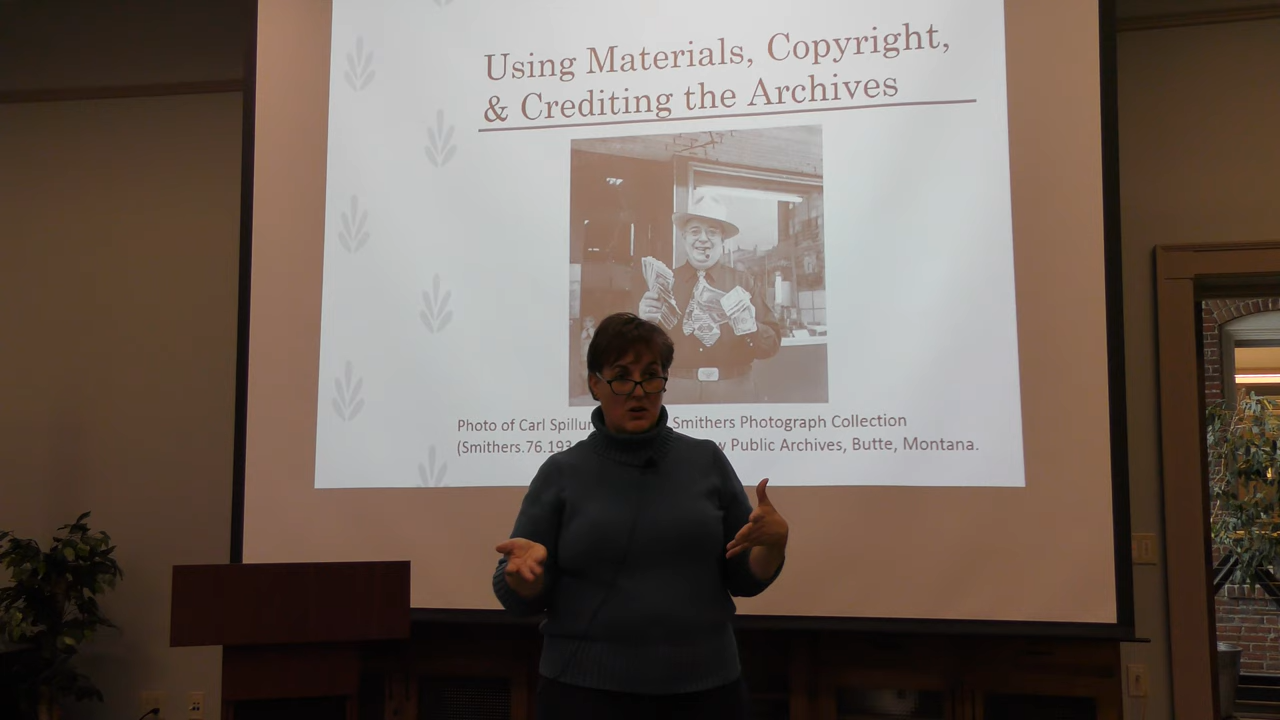 Using Materials, Copyright,
& Crediting the Archives
Photo of Carl Smithers Photograph Collection
(Smithers.76.193 Public Archives, Butte, Montana.